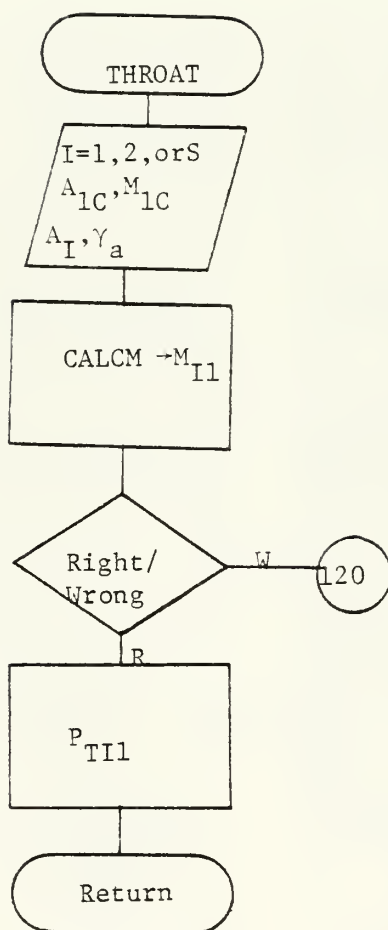 THROAT
I=1,2,orS
A1C,M1C
AI,γa
CALCM →MI1
Right/
Wrong
W
120
R
PTI1
Return